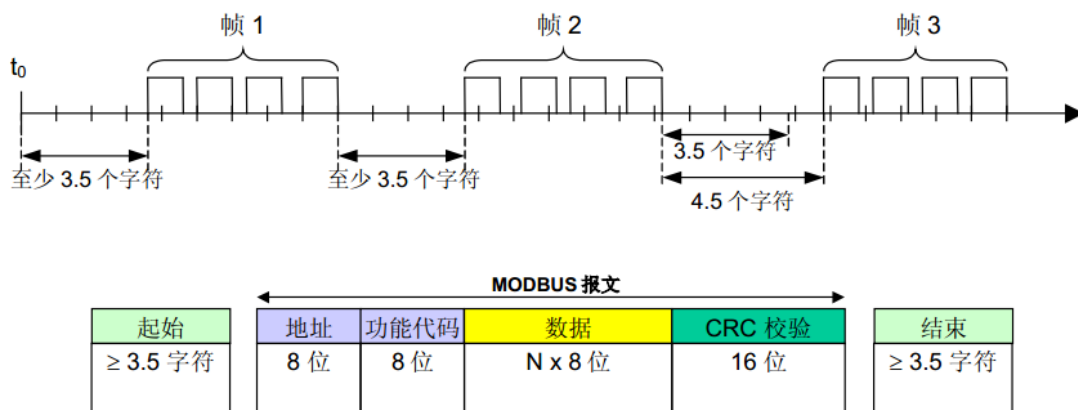 帧 1
帧 2
帧 3
t0
至少 3.5 个字符
至少 3.5 个字符
3.5 个字符
4.5 个字符
MODBUS 报文
起始
地址
功能代码
数据
CRC 校验
结束
≥ 3.5 字符
8 位
8 位
N x 8 位
16 位
≥ 3.5 字符